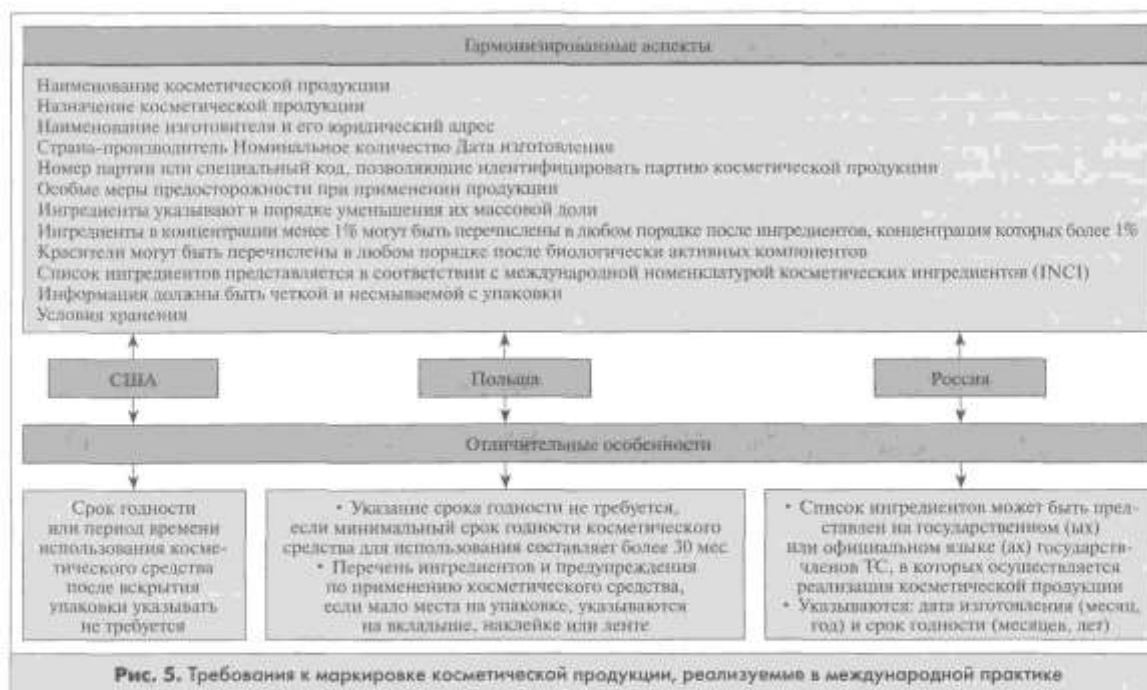 Гармонизированные аспекты
Наименование косметической продукции
Назначение косметической продукции
Наименование изготовителя и его юридический адрес
Страна-производитель Номинальное количество Дата изготовления
Номер партии или специальный код, позволяющие идентифицировать партию косметической продукции
Особые меры предосторожности при применении продукции
Ингредиенты указывают в порядке уменьшения их массовой доли
Ингредиенты в концентрации менее 1% могут быть перечислены в любом порядке после ингредиентов, концентрация которых более 1%
Красители могут быть перечислены в любом порядке после биологически активных компонентов
Список ингредиентов представляется в соответствии с международной номенклатурой косметических ингредиентов (INCI)
Информация должны быть четкой и несмываемой с упаковки
Условия хранения
США
Польша
Россия
Отличительные особенности
Срок годности
или период времени
использования косме-
тического средства
после вскрытия
упаковки указывать
не требуется
• Указание срока годности не требуется,
если минимальный срок годности косметического
средства для использования составляет более 30 мес
• Перечень ингредиентов и предупреждения
по применению косметического средства,
если мало места на упаковке, указываются
на вкладыше, наклейке или ленте
• Список ингредиентов может быть пред-
ставлен на государственном (ых)
или официальном языке (ах) государств-
членов ТС, в которых осуществляется
реализация косметической продукции
• Указываются: дата изготовления (месяц,
год) и срок годности (месяцев, лет)
Рис. 5. Требования к маркировке косметической продукции, реализуемые в международной практике